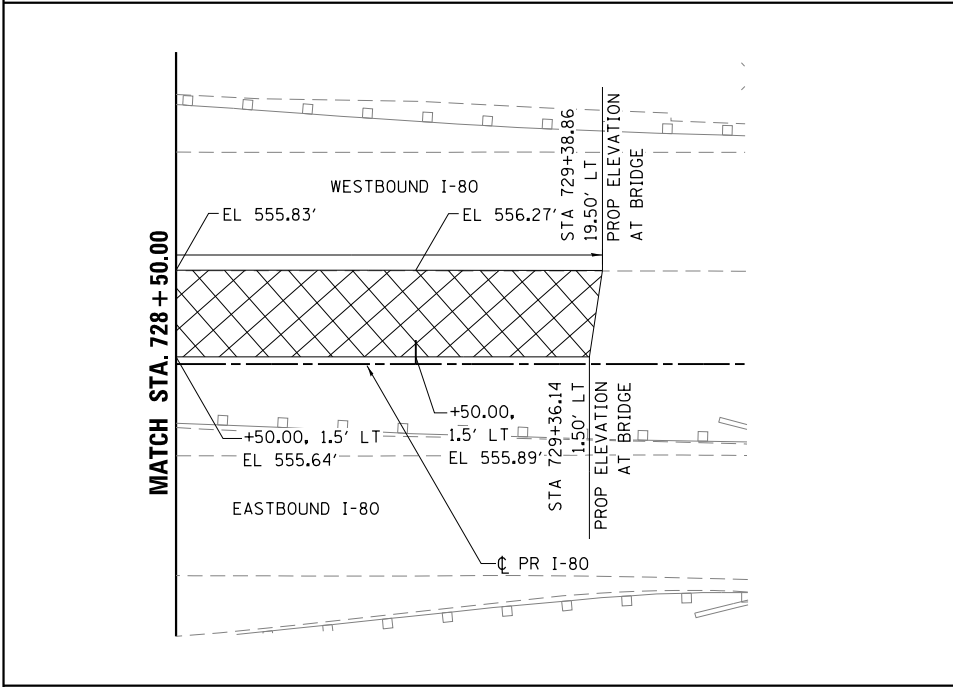 STA 729+38.86
19.50' LT
PROP ELEVATION
AT BRIDGE
WESTBOUND I-80
EL 555.83'
EL 556.27'
MATCH STA. 728+50.00
+50.00, 1.5' LT
EL 555.64'
+50.00,
1.5' LT
EL 555.89'
STA 729+36.14
1.50' LT
PROP ELEVATION
AT BRIDGE
EASTBOUND I-80
℄ PR I-80